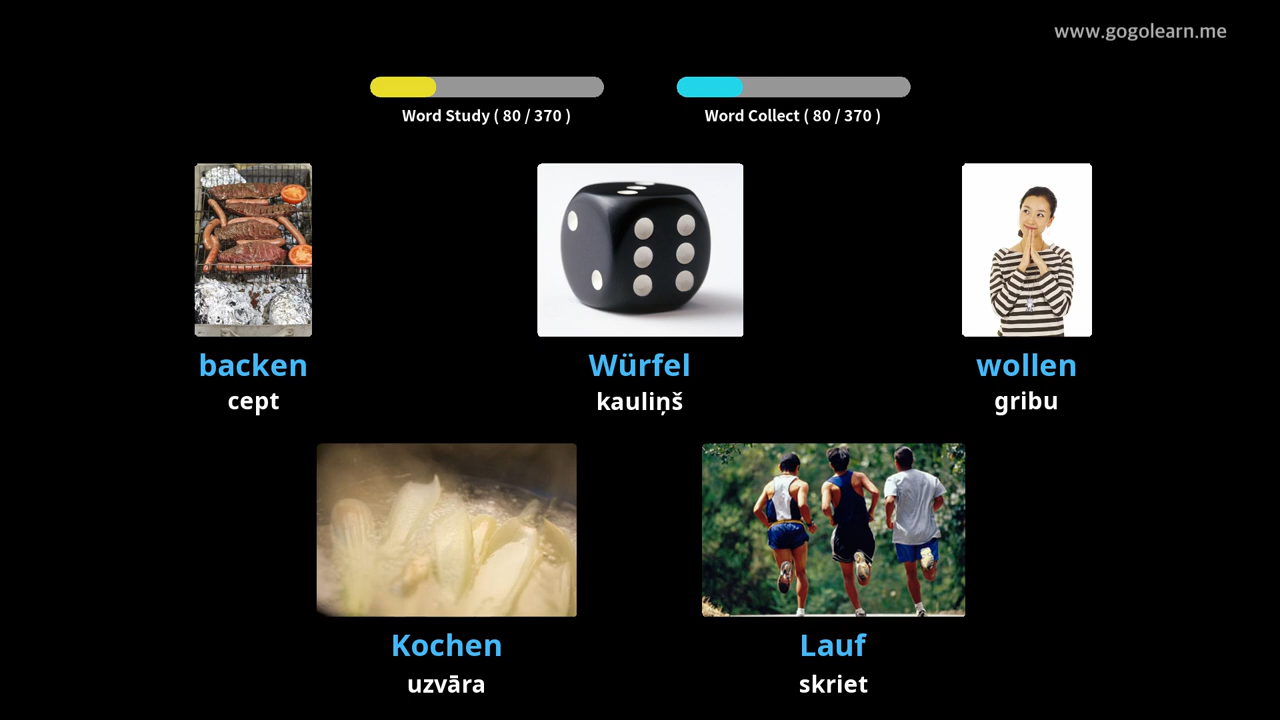 www.gogolearn.me
Word Study ( 80 / 370 )
Word Collect ( 80 / 370 )
backen
cept
Würfel
kauliņš
wollen
gribu
Kochen
uzvāra
Lauf
skriet